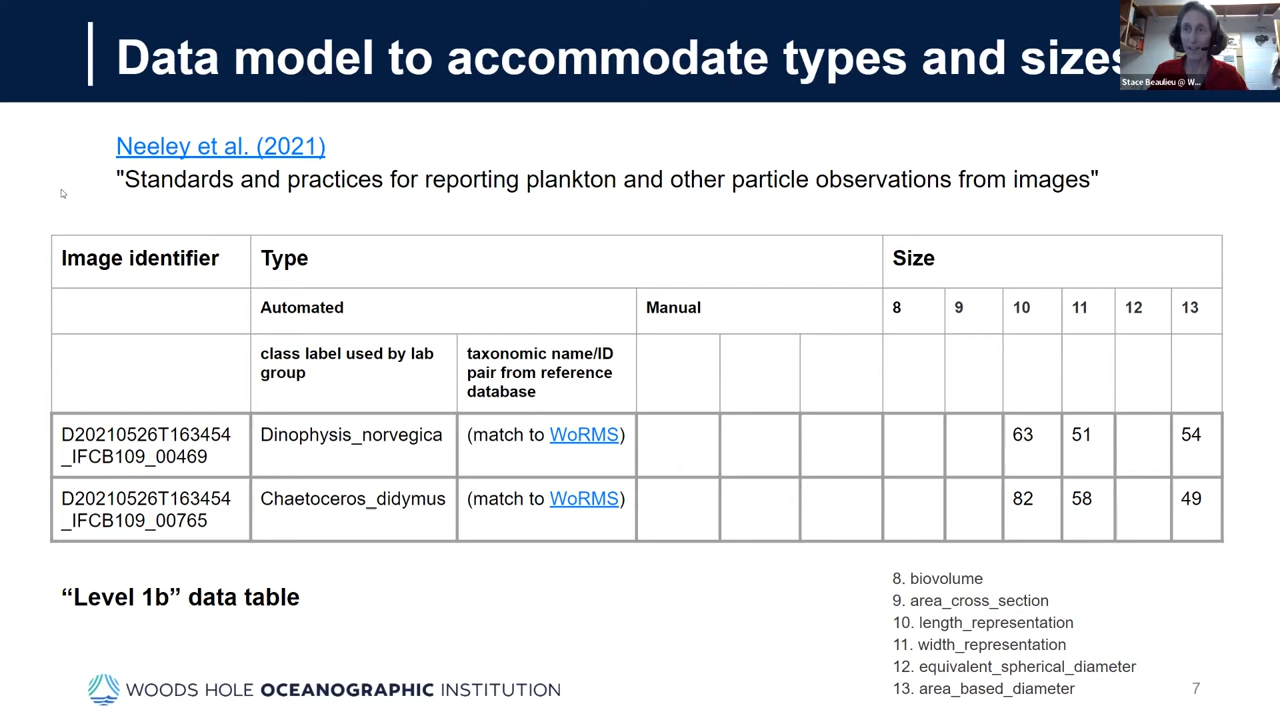 Data model to accommodate types and sizes
Stace Beaulieu @ W...
Neeley et al. (2021)
"Standards and practices for reporting plankton and other particle observations from images"
Image identifier Type Size
Automated Manual 8 9 10 11 12 13
class label used by lab
group
taxonomic name/ID
pair from reference
database
D20210526T163454
_IFCB109_00469
Dinophysis_norvegica (match to WoRMS) 63 51 54
D20210526T163454
_IFCB109_00765
Chaetoceros_didymus (match to WoRMS) 82 58 49
“Level 1b” data table
8. biovolume
9. area_cross_section
10. length_representation
11. width_representation
12. equivalent_spherical_diameter
13. area_based_diameter
WOODS HOLE OCEANOGRAPHIC INSTITUTION
7